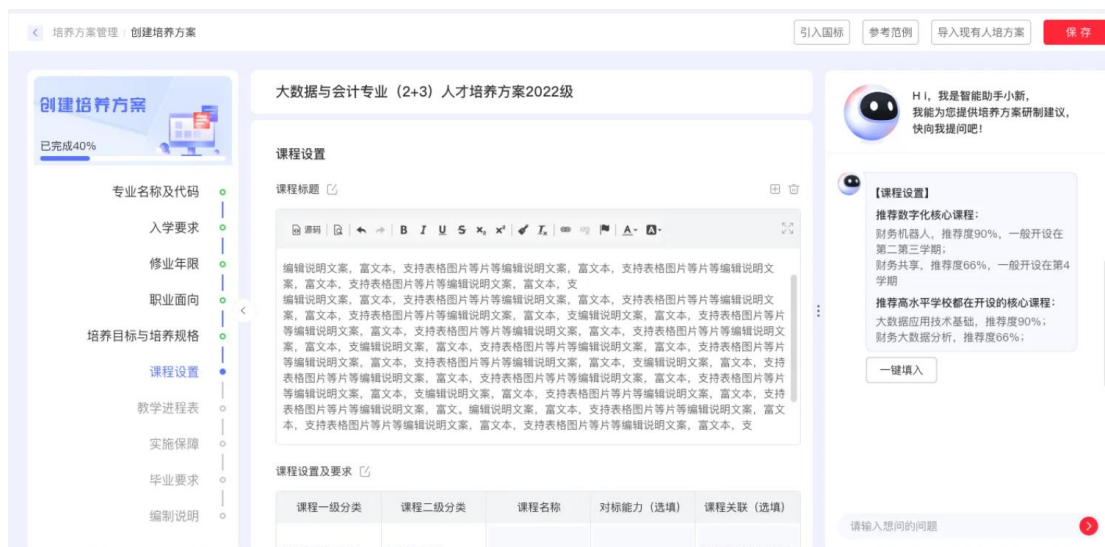 培养方案管理 / 创建培养方案
引入国标
参考范例
导入现有人培方案
保存
创建培养方案
已完成40%
专业名称及代码
入学要求
修业年限
职业面向
培养目标与培养规格
课程设置
教学进程表
实施保障
毕业要求
编制说明
大数据与会计专业（2+3）人才培养方案2022级
课程设置
课程标题
源码 B I U S x₂ x² Iₓ A A
编辑说明文案，富文本，支持表格图片等片等编辑说明文案，富文本，支持表格图片等片等编辑说明文
案，富文本，支持表格图片等片等编辑说明文案，富文本，支
编辑说明文案，富文本，支持表格图片等片等编辑说明文案，富文本，支持表格图片等片等编辑说明文
案，富文本，支持表格图片等片等编辑说明文案，富文本，支编辑说明文案，富文本，支持表格图片等片
等编辑说明文案，富文本，支持表格图片等片等编辑说明文案，富文本，支持表格图片等片等编辑说明文
案，富文本，支编辑说明文案，富文本，支持表格图片等片等编辑说明文案，富文本，支持表格图片等片
等编辑说明文案，富文本，支持表格图片等片等编辑说明文案，富文本，支编辑说明文案，富文本，支持
表格图片等片等编辑说明文案，富文本，支持表格图片等片等编辑说明文案，富文本，支持表格图片等片
等编辑说明文案，富文本，支编辑说明文案，富文本，支持表格图片等片等编辑说明文案，富文本，支持
表格图片等片等编辑说明文案，富文。编辑说明文案，富文本，支持表格图片等片等编辑说明文案，富文
本，支持表格图片等片等编辑说明文案，富文本，支持表格图片等片等编辑说明文案，富文本，支
课程设置及要求
课程一级分类 课程二级分类 课程名称 对标能力（选填） 课程关联（选填）
HI，我是智能助手小新，
我能为您提供培养方案研制建议，
快向我提问吧！
【课程设置】
推荐数字化核心课程：
财务机器人，推荐度90%，一般开设在
第二第三学期；
财务共享，推荐度66%，一般开设在第4
学期
推荐高水平学校都在开设的核心课程：
大数据应用技术基础，推荐度90%；
财务大数据分析，推荐度66%；
一键填入
请输入想问的问题